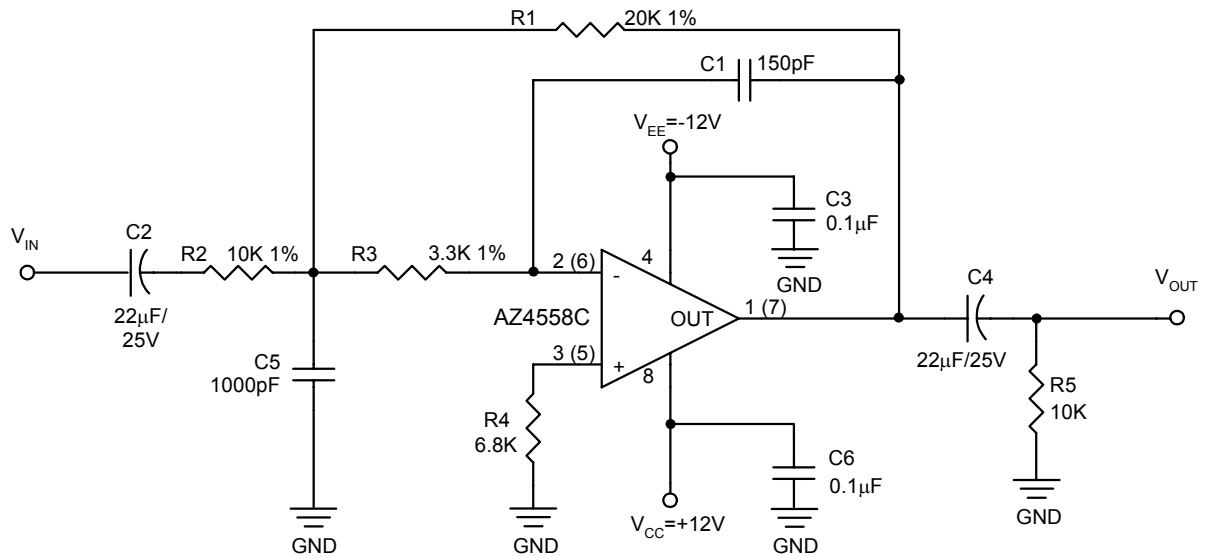 R1 20K 1%
C1 150pF
V_EE=-12V
C3
0.1μF
GND
V_IN
C2
22μF/
25V
R2 10K 1%
R3 3.3K 1%
2 (6)
-
4
AZ4558C
OUT
1 (7)
3 (5)
+
8
C4
22μF/25V
V_OUT
C5
1000pF
R4
6.8K
R5
10K
C6
0.1μF
GND
GND
V_CC=+12V
GND
GND